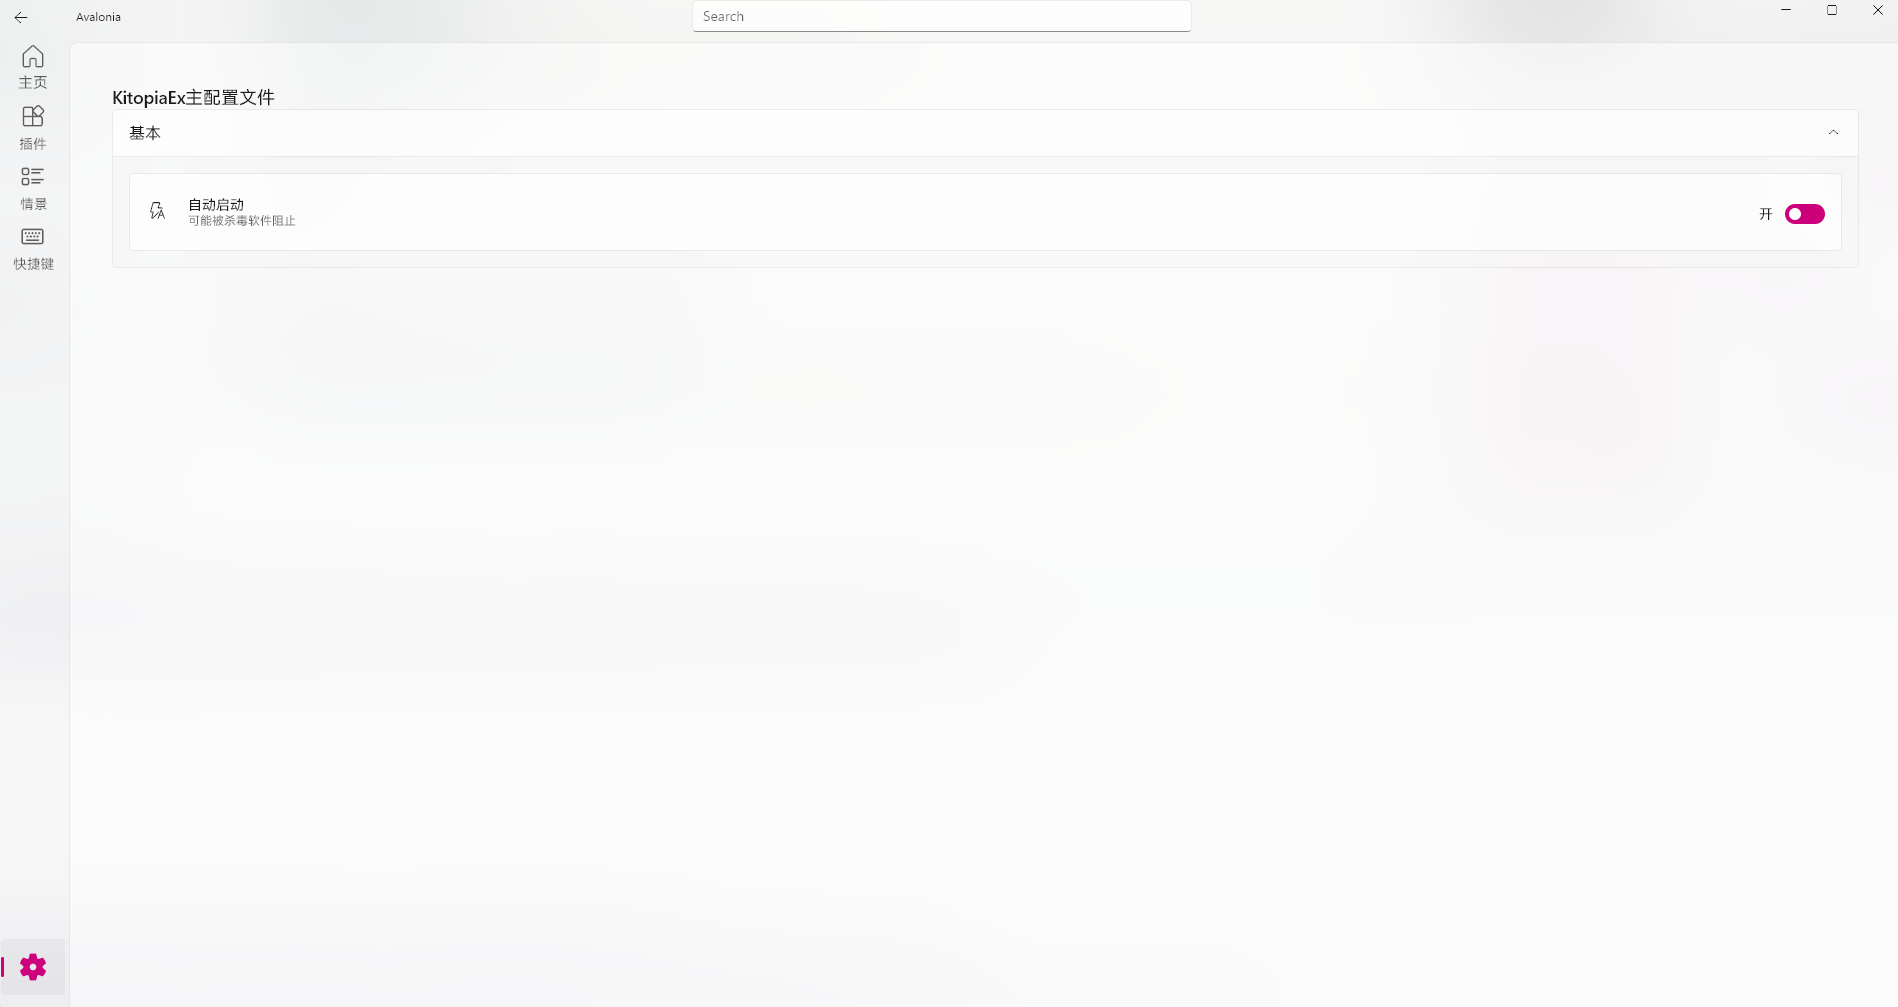 Avalonia
Search
主页
插件
情景
快捷键
KitopiaEx主配置文件
基本
自动启动
可能被杀毒软件阻止
开